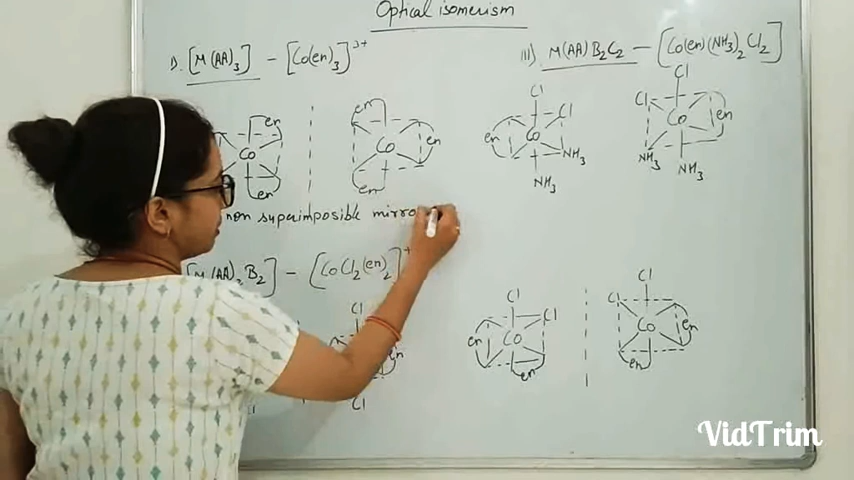 Optical isomerism
I). [M(AA)3] - [Co(en)3]3+
III) M(AA)B2C2 - [Co(en)(NH3)2Cl2]
en
Co
en
en
Co
en
en
Cl
Cl
en
Co
NH3
NH3
Cl
Cl
Co
en
NH3
NH3
non superimposible mirro
[M(AA)2B2] - [CoCl2(en)2]+
Cl
en
Cl
Cl
Cl
Co
en
en
Cl
Cl
Co
en
en
VidTrim